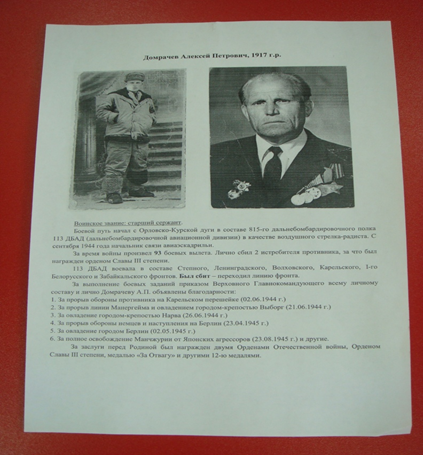 Домрачев Алексей Петрович, 1917 г.р.
Воинское звание: старший сержант
Боевой путь начал с Орловско-Курской дуги в составе 815-го дальнебомбардировочного полка
113 ДБАД (дальнебомбардировочной авиационной дивизии) в качестве воздушного стрелка-радиста. С
сентября 1944 года начальник связи авиаэскадрильи.
За время войны произвел 93 боевых вылета. Лично сбил 2 истребителя противника, за что был
награжден орденом Славы III степени.
113 ДБАД воевала в составе Степного, Ленинградского, Волховского, Карельского, 1-го
Белорусского и Забайкальского фронтов. Был сбит – переходил линию фронта.
За выполнение боевых заданий приказом Верховного Главнокомандующего всему личному
составу и лично Домрачеву А.П. объявлены благодарности:
1. За прорыв обороны противника на Карельском перешейке (02.06.1944 г.)
2. За прорыв линии Маннергейма и овладением городом-крепостью Выборг (21.06.1944 г.)
3. За овладение городом-крепостью Нарва (26.06.1944 г.)
4. За прорыв обороны немцев и наступления на Берлин (23.04.1945 г.)
5. За овладение городом Берлин (02.05.1945 г.)
6. За полное освобождение Манчжурии от Японских агрессоров (23.08.1945 г.) и другие.
За заслуги перед Родиной был награжден двумя Орденами Отечественной войны, Орденом
Славы III степени, медалью «За Отвагу» и другими 12-ю медалями.